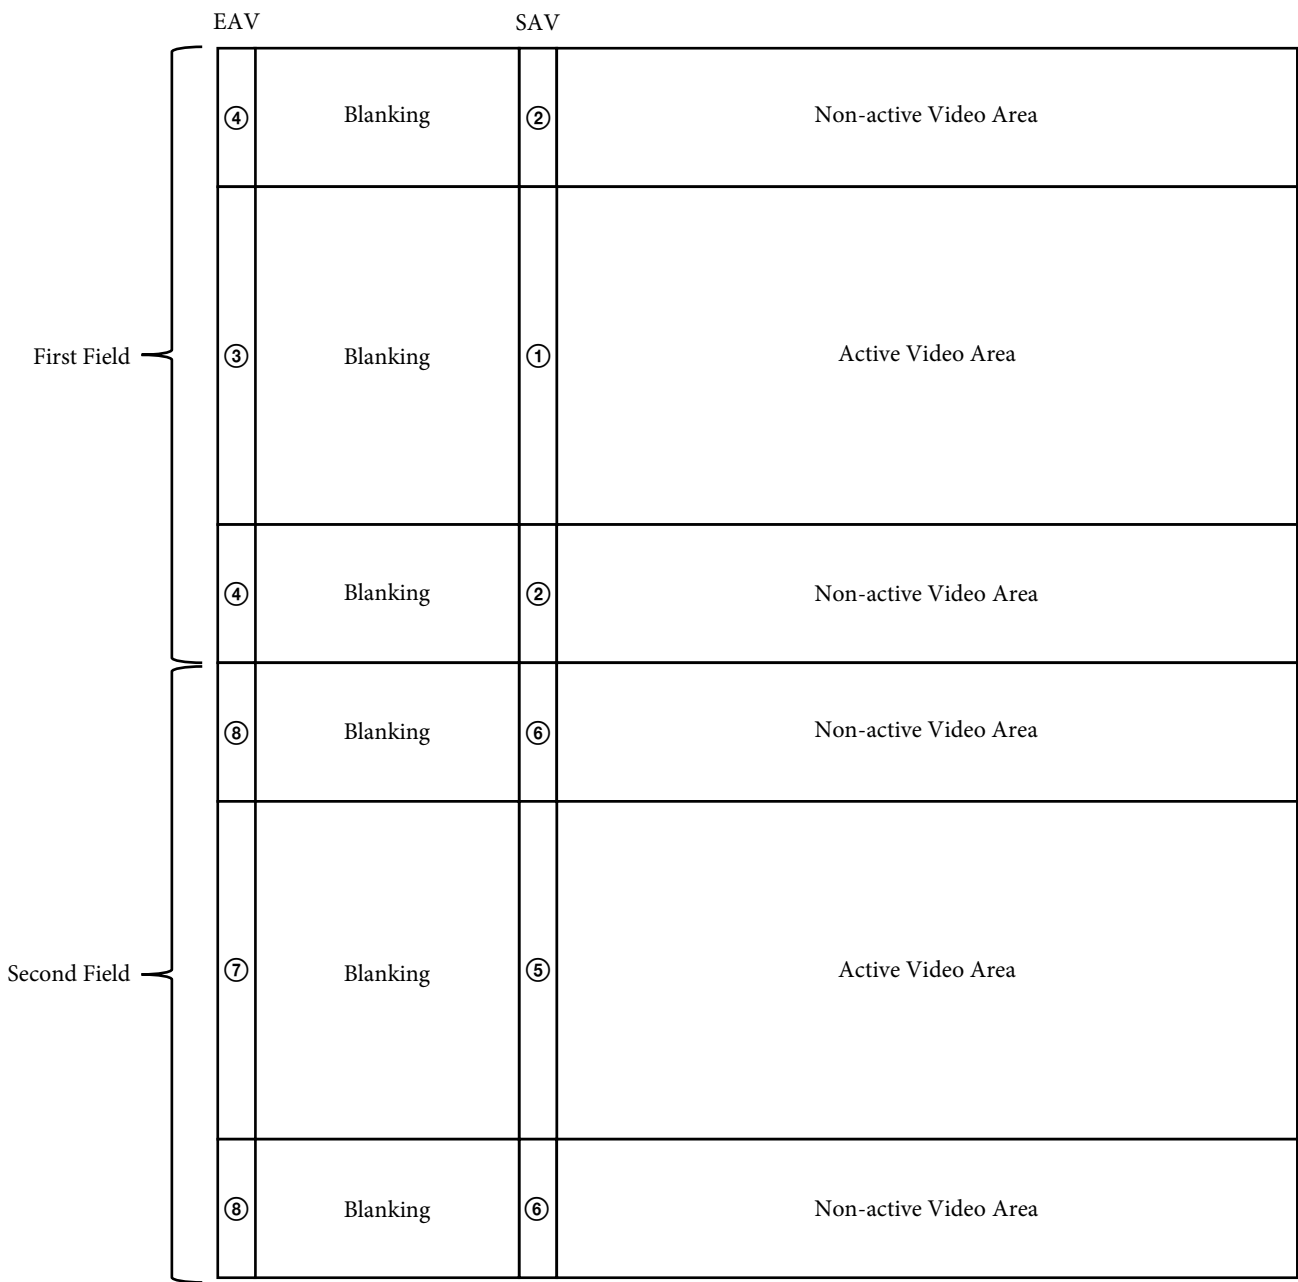 EAV SAV
④ Blanking ② Non-active Video Area
First Field ③ Blanking ① Active Video Area
④ Blanking ② Non-active Video Area
⑧ Blanking ⑥ Non-active Video Area
Second Field ⑦ Blanking ⑤ Active Video Area
⑧ Blanking ⑥ Non-active Video Area